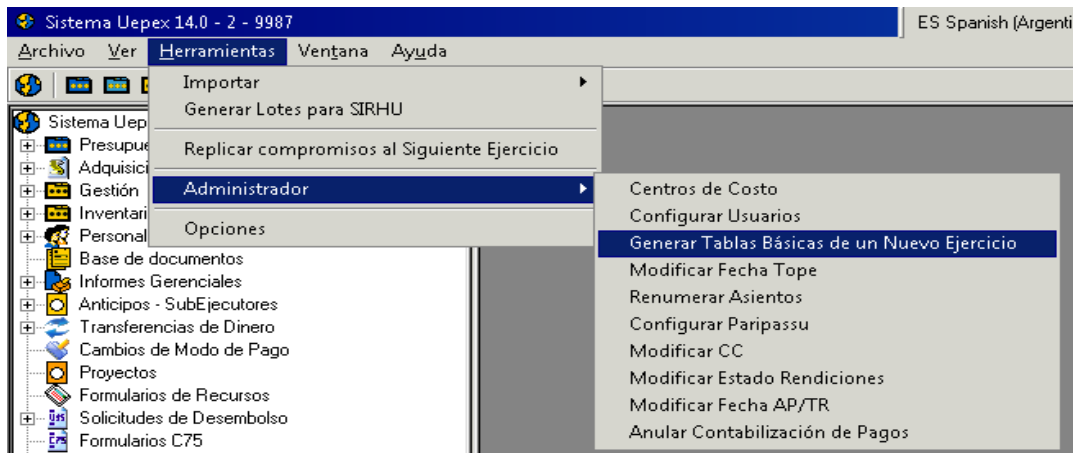 Sistema Uepex 14.0 - 2 - 9987
ES Spanish (Argenti
Archivo Ver Herramientas Ventana Ayuda
Importar
Generar Lotes para SIRHU
Replicar compromisos al Siguiente Ejercicio
Administrador
Opciones
Centros de Costo
Configurar Usuarios
Generar Tablas Básicas de un Nuevo Ejercicio
Modificar Fecha Tope
Renumerar Asientos
Configurar Paripassu
Modificar CC
Modificar Estado Rendiciones
Modificar Fecha AP/TR
Anular Contabilización de Pagos
Sistema Uep
Presupue
Adquisici
Gestión
Inventari
Personal
Base de documentos
Informes Gerenciales
Anticipos - SubEjecutores
Transferencias de Dinero
Cambios de Modo de Pago
Proyectos
Formularios de Recursos
Solicitudes de Desembolso
Formularios C75